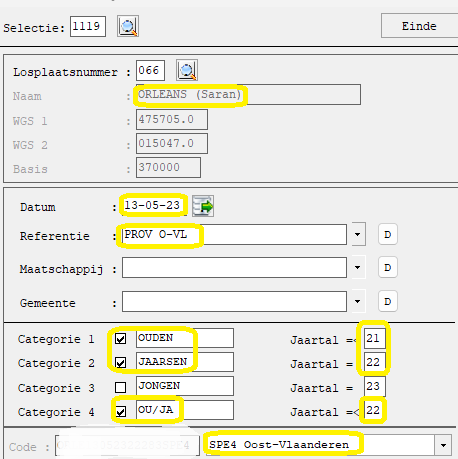 Selectie: 1119 Einde
Losplaatsnummer : 066
Naam : ORLEANS (Saran)
WGS 1 : 475705.0
WGS 2 : 015047.0
Basis : 370000
Datum : 13-05-23
Referentie : PROV O-VL D
Maatschappij : D
Gemeente : D
Categorie 1 OUDEN Jaartal =< 21
Categorie 2 JAARSEN Jaartal = 22
Categorie 3 JONGEN Jaartal = 23
Categorie 4 OU/JA Jaartal =< 22
Code : SPE4 Oost-Vlaanderen